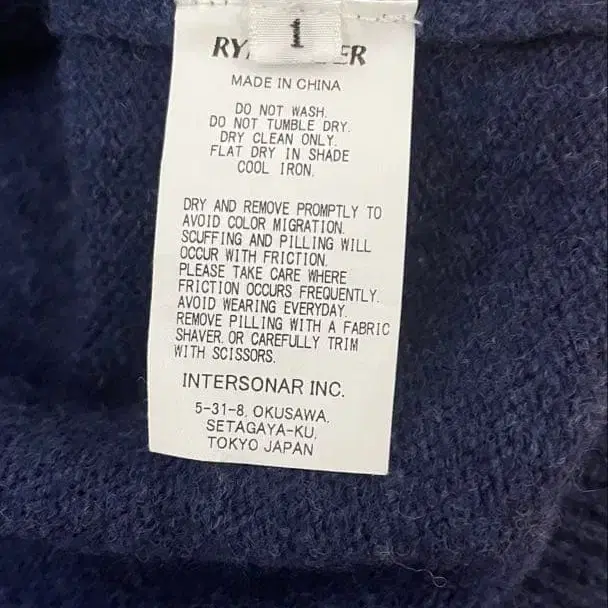 1
MADE IN CHINA
DO NOT WASH.
DO NOT TUMBLE DRY.
DRY CLEAN ONLY.
FLAT DRY IN SHADE
COOL IRON.
DRY AND REMOVE PROMPTLY TO
AVOID COLOR MIGRATION.
SCUFFING AND PILLING WILL
OCCUR WITH FRICTION.
PLEASE TAKE CARE WHERE
FRICTION OCCURS FREQUENTLY.
AVOID WEARING EVERYDAY.
REMOVE PILLING WITH A FABRIC
SHAVER, OR CAREFULLY TRIM
WITH SCISSORS.
INTERSONAR INC.
5-31-8, OKUSAWA,
SETAGAYA-KU,
TOKYO JAPAN